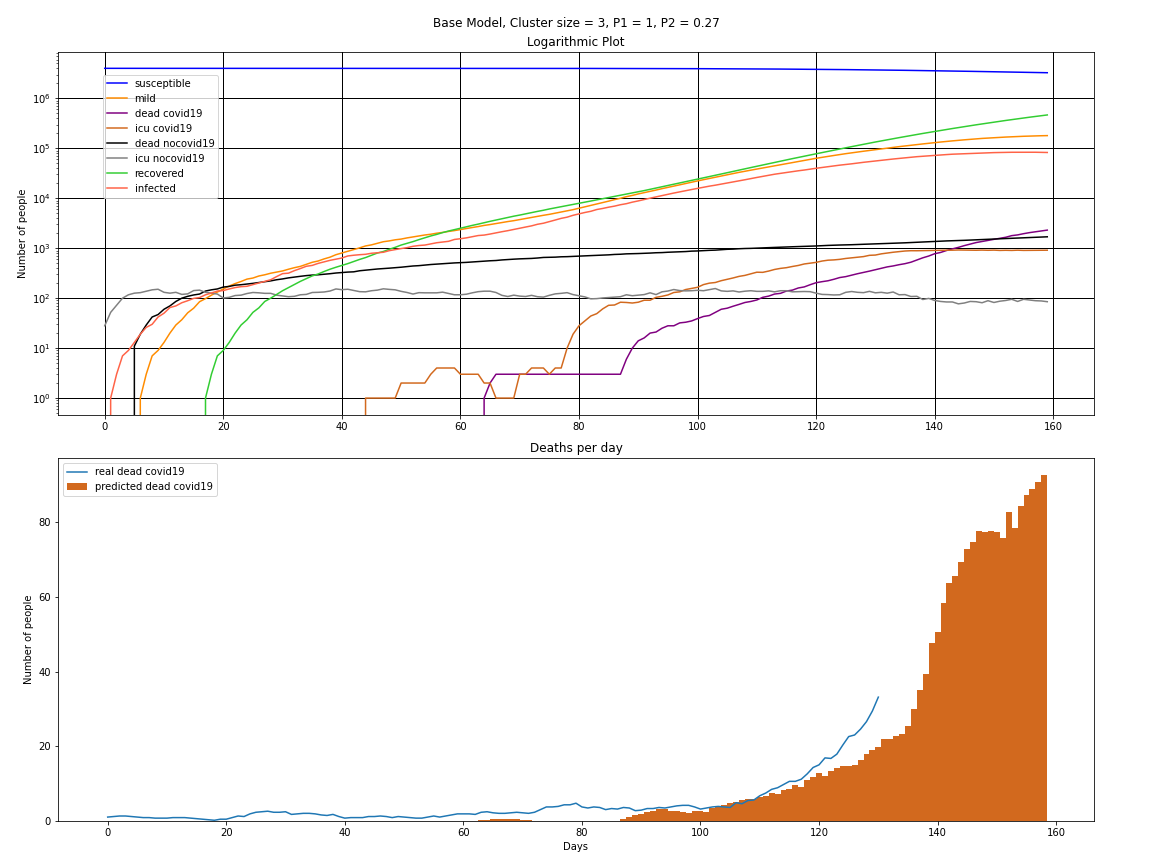 Base Model, Cluster size = 3, P1 = 1, P2 = 0.27
Logarithmic Plot
Number of people
10⁶
10⁵
10⁴
10³
10²
10¹
10⁰
susceptible
mild
dead covid19
icu covid19
dead nocovid19
icu nocovid19
recovered
infected
0 20 40 60 80 100 120 140 160
Deaths per day
Number of people
80
60
40
20
0
real dead covid19
predicted dead covid19
0 20 40 60 80 100 120 140 160
Days